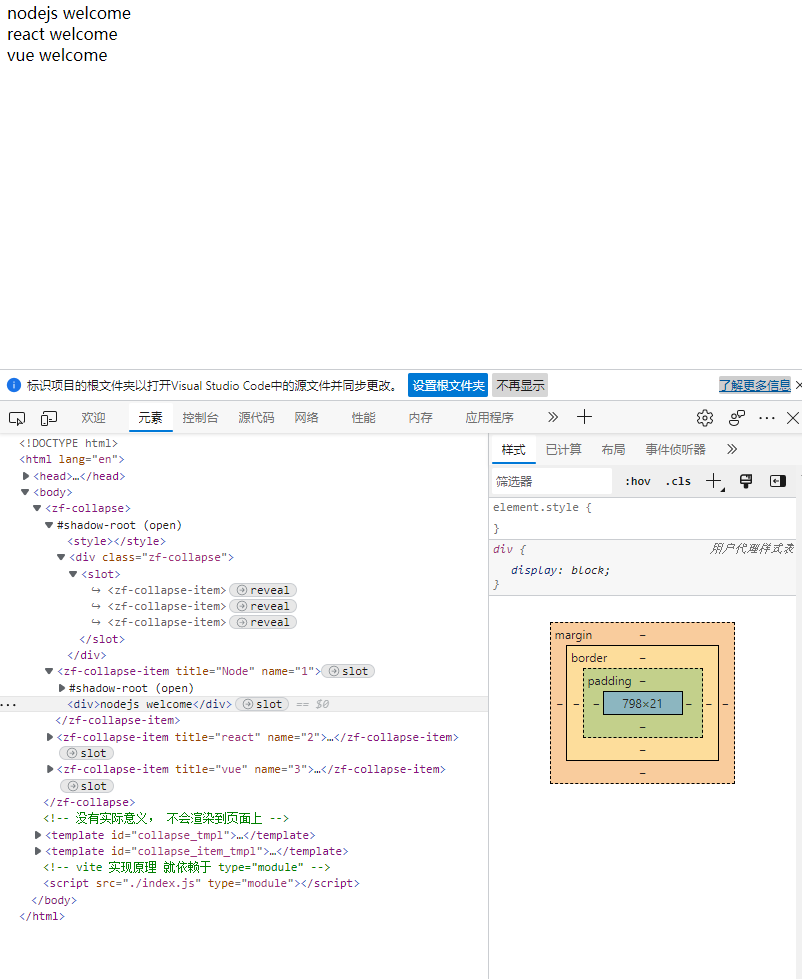 nodejs welcome
react welcome
vue welcome
标识项目的根文件夹以打开Visual Studio Code中的源文件并同步更改。 设置根文件夹 不再显示 了解更多信息
欢迎 元素 控制台 源代码 网络 性能 内存 应用程序
<!DOCTYPE html>
<html lang="en">
<head>…</head>
<body>
<zf-collapse>
#shadow-root (open)
<style></style>
<div class="zf-collapse">
<slot>
↪ <zf-collapse-item> reveal
↪ <zf-collapse-item> reveal
↪ <zf-collapse-item> reveal
</slot>
</div>
<zf-collapse-item title="Node" name="1"> slot
#shadow-root (open)
<div>nodejs welcome</div> slot == $0
</zf-collapse-item>
<zf-collapse-item title="react" name="2">…</zf-collapse-item>
slot
<zf-collapse-item title="vue" name="3">…</zf-collapse-item>
slot
</zf-collapse>
<!-- 没有实际意义， 不会渲染到页面上 -->
<template id="collapse_tmpl">…</template>
<template id="collapse_item_tmpl">…</template>
<!-- vite 实现原理 就依赖于 type="module" -->
<script src="./index.js" type="module"></script>
</body>
</html>
样式 已计算 布局 事件侦听器
筛选器 :hov .cls
element.style {
}
div { 用户代理样式表
display: block;
}
margin –
border –
padding –
– – – 798×21 – – –
–
–
–